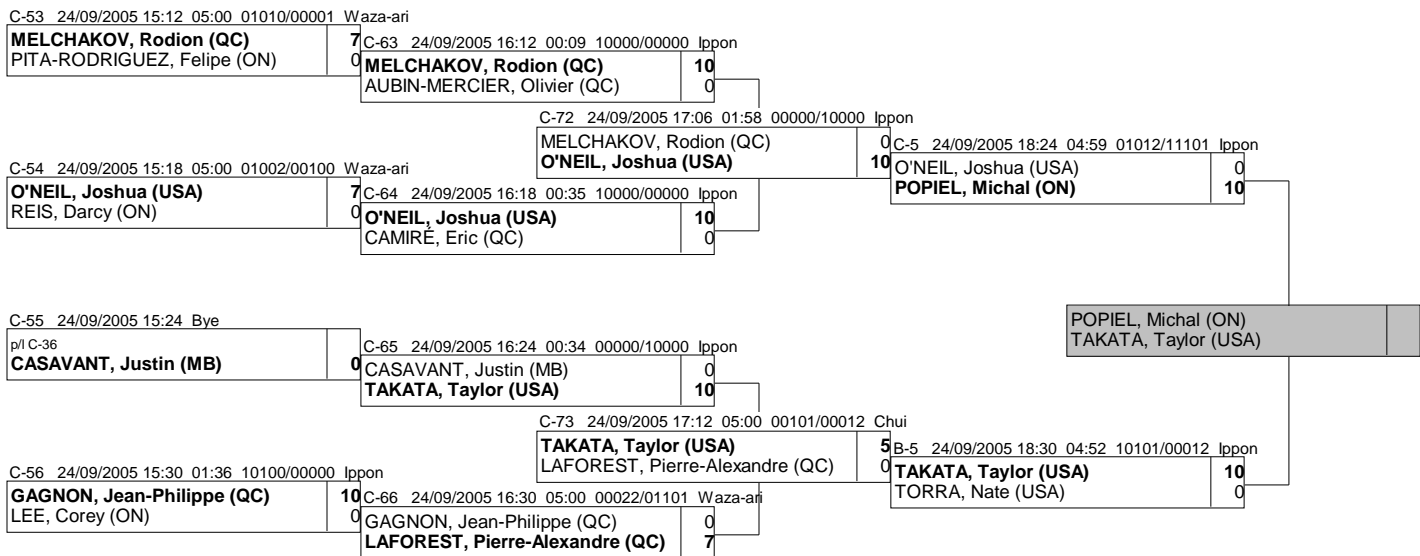 C-53 24/09/2005 15:12 05:00 01010/00001 Waza-ari
MELCHAKOV, Rodion (QC) 7
PITA-RODRIGUEZ, Felipe (ON) 0
C-63 24/09/2005 16:12 00:09 10000/00000 Ippon
MELCHAKOV, Rodion (QC) 10
AUBIN-MERCIER, Olivier (QC) 0
C-72 24/09/2005 17:06 01:58 00000/10000 Ippon
MELCHAKOV, Rodion (QC) 0
O'NEIL, Joshua (USA) 10
C-5 24/09/2005 18:24 04:59 01012/11101 Ippon
O'NEIL, Joshua (USA) 0
POPIEL, Michal (ON) 10
C-54 24/09/2005 15:18 05:00 01002/00100 Waza-ari
O'NEIL, Joshua (USA) 7
REIS, Darcy (ON) 0
C-64 24/09/2005 16:18 00:35 10000/00000 Ippon
O'NEIL, Joshua (USA) 10
CAMIRÉ, Eric (QC) 0
C-55 24/09/2005 15:24 Bye
p/l C-36
CASAVANT, Justin (MB) 0
C-65 24/09/2005 16:24 00:34 00000/10000 Ippon
CASAVANT, Justin (MB) 0
TAKATA, Taylor (USA) 10
POPIEL, Michal (ON)
TAKATA, Taylor (USA)
C-73 24/09/2005 17:12 05:00 00101/00012 Chui
TAKATA, Taylor (USA) 5
LAFOREST, Pierre-Alexandre (QC) 0
B-5 24/09/2005 18:30 04:52 10101/00012 Ippon
TAKATA, Taylor (USA) 10
TORRA, Nate (USA) 0
C-56 24/09/2005 15:30 01:36 10100/00000 Ippon
GAGNON, Jean-Philippe (QC) 10
LEE, Corey (ON) 0
C-66 24/09/2005 16:30 05:00 00022/01101 Waza-ari
GAGNON, Jean-Philippe (QC) 0
LAFOREST, Pierre-Alexandre (QC) 7